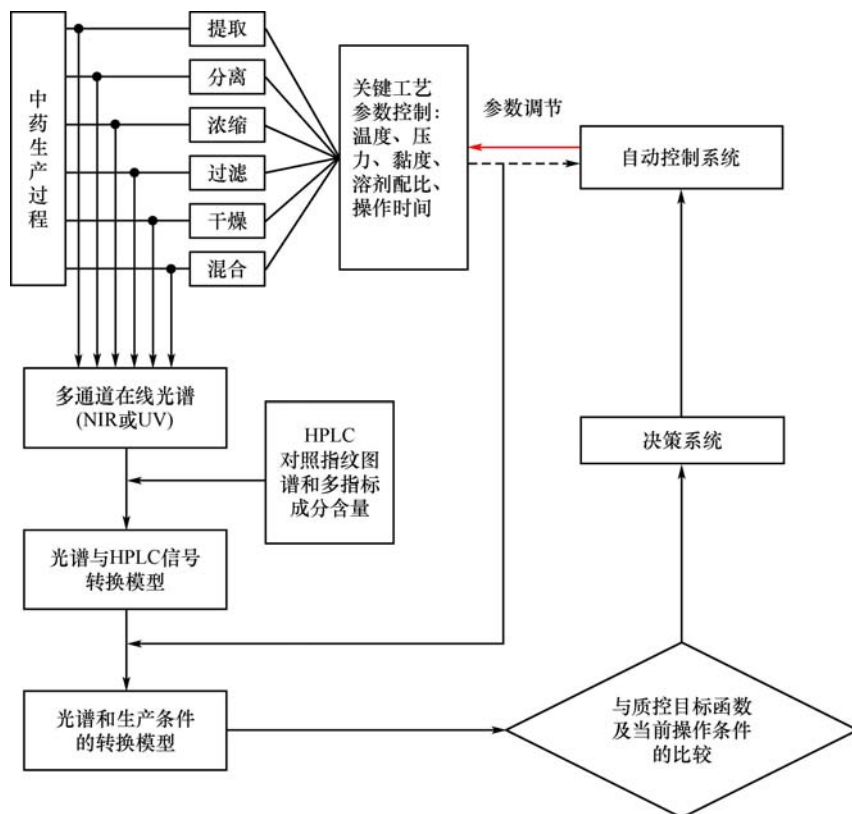 中药生产过程
提取
分离
浓缩
过滤
干燥
混合
关键工艺
参数控制：
温度、压
力、黏度、
溶剂配比、
操作时间
参数调节
自动控制系统
多通道在线光谱
(NIR或UV)
HPLC
对照指纹图
谱和多指标
成分含量
决策系统
光谱与HPLC信号
转换模型
光谱和生产条件
的转换模型
与质控目标函数
及当前操作条件
的比较